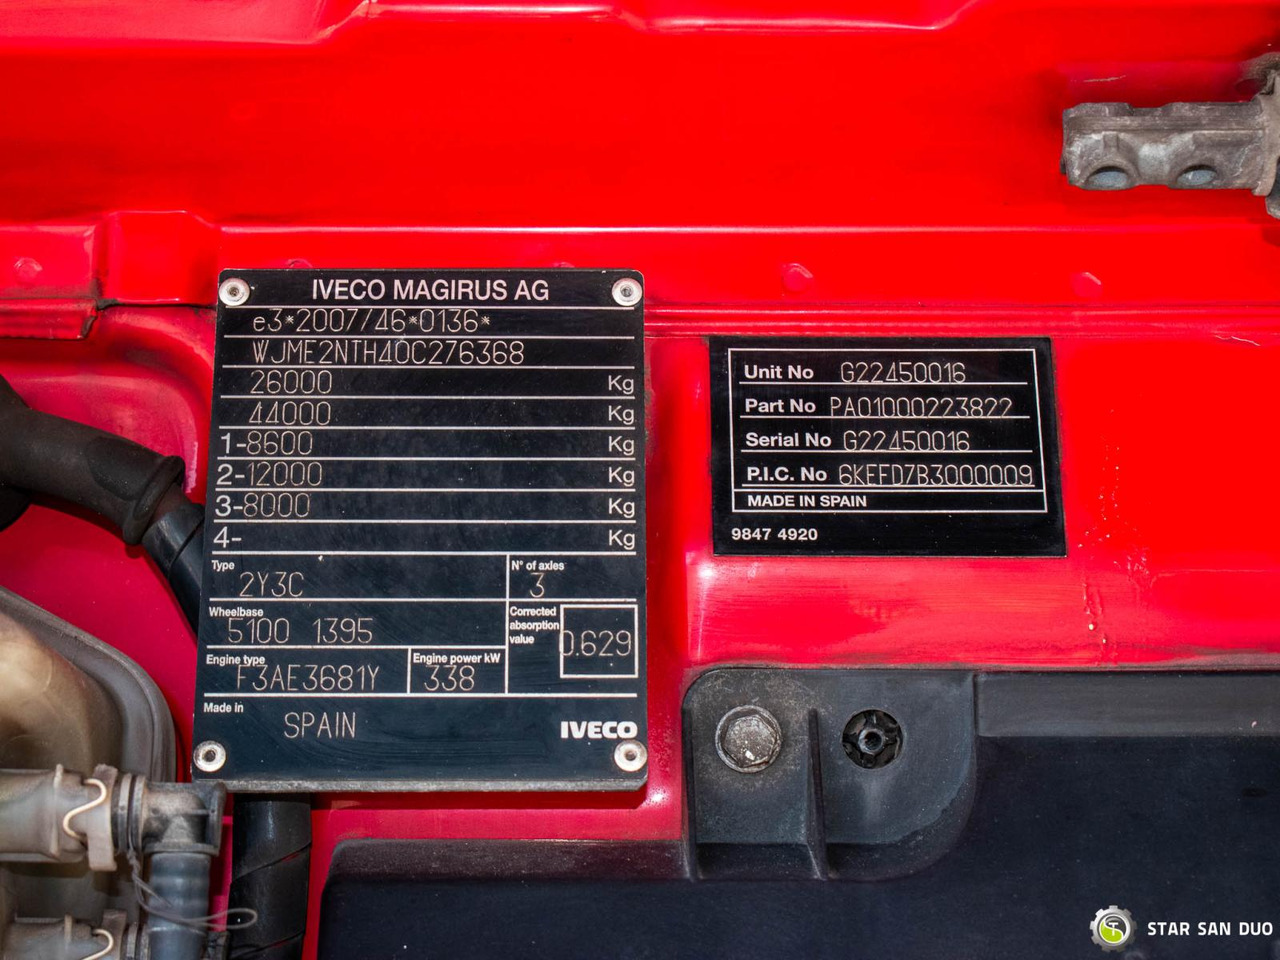 IVECO MAGIRUS AG
e3*2007/46*0136*
WJME2NTH40C276368
26000 Kg
44000 Kg
1-8600 Kg
2-12000 Kg
3-8000 Kg
4- Kg
Type 2Y3C
N° of axles 3
Wheelbase 5100 1395
Corrected absorption value 0.629
Engine type F3AE3681Y
Engine power kW 338
Made in SPAIN
IVECO
Unit No G22450016
Part No PA01000223822
Serial No G22450016
P.I.C. No 6KEFD7B3000009
MADE IN SPAIN
9847 4920
STAR SAN DUO